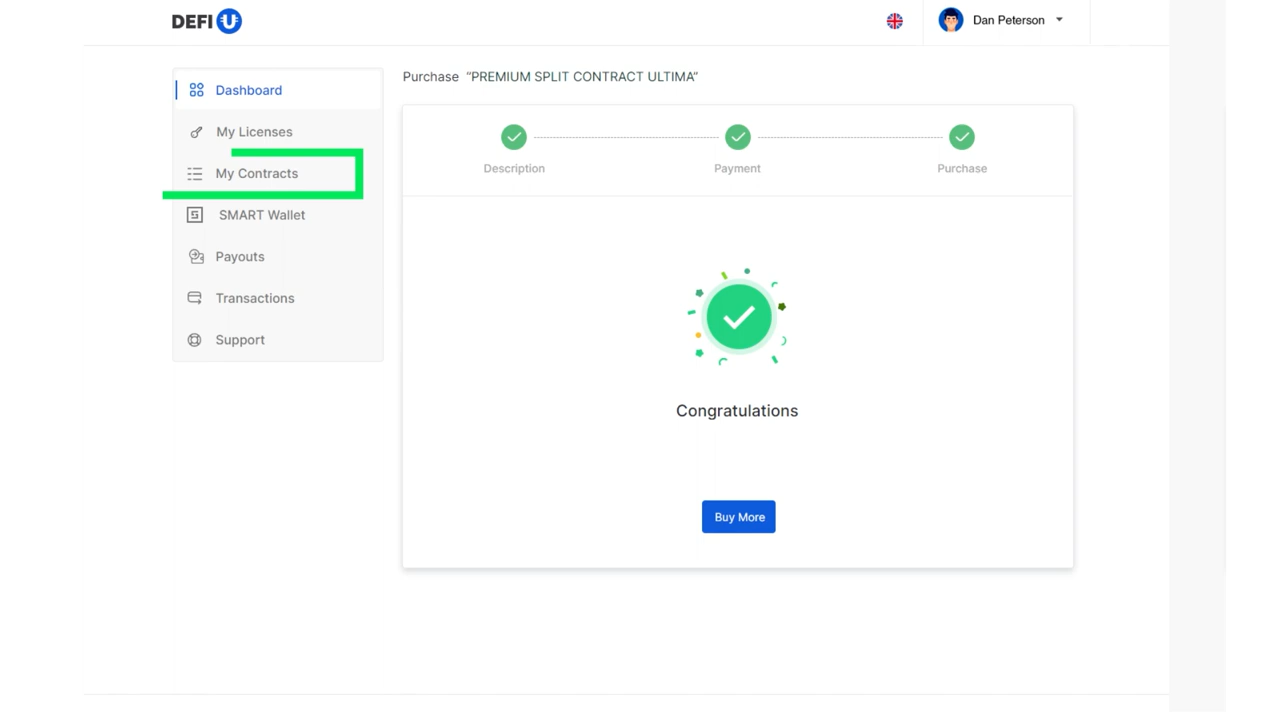 DEFI U
Dan Peterson
Dashboard
My Licenses
My Contracts
SMART Wallet
Payouts
Transactions
Support
Purchase “PREMIUM SPLIT CONTRACT ULTIMA”
Description
Payment
Purchase
Congratulations
Buy More